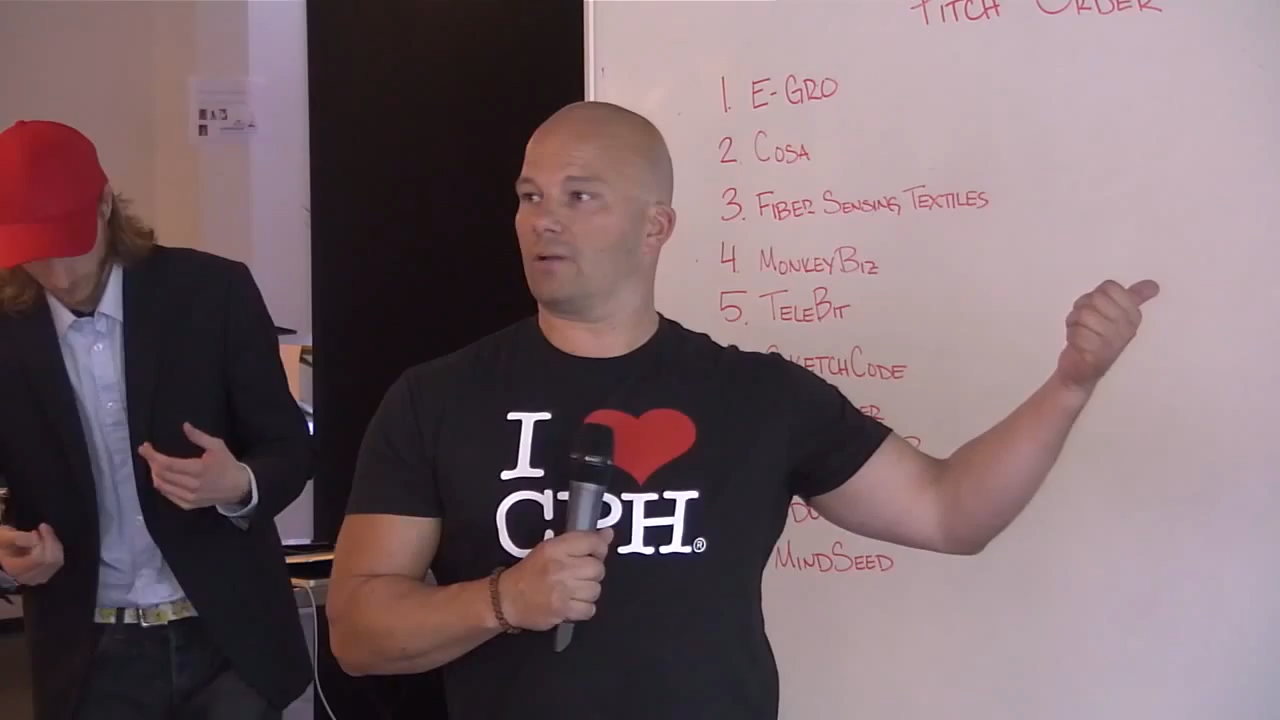 PITCH ORDER
1. E-GRO
2. COSA
3. FIBER SENSING TEXTILES
4 MONKEYBIZ
5. TELEBIT
SKETCHCODE
MINDSEED
I
CPH®